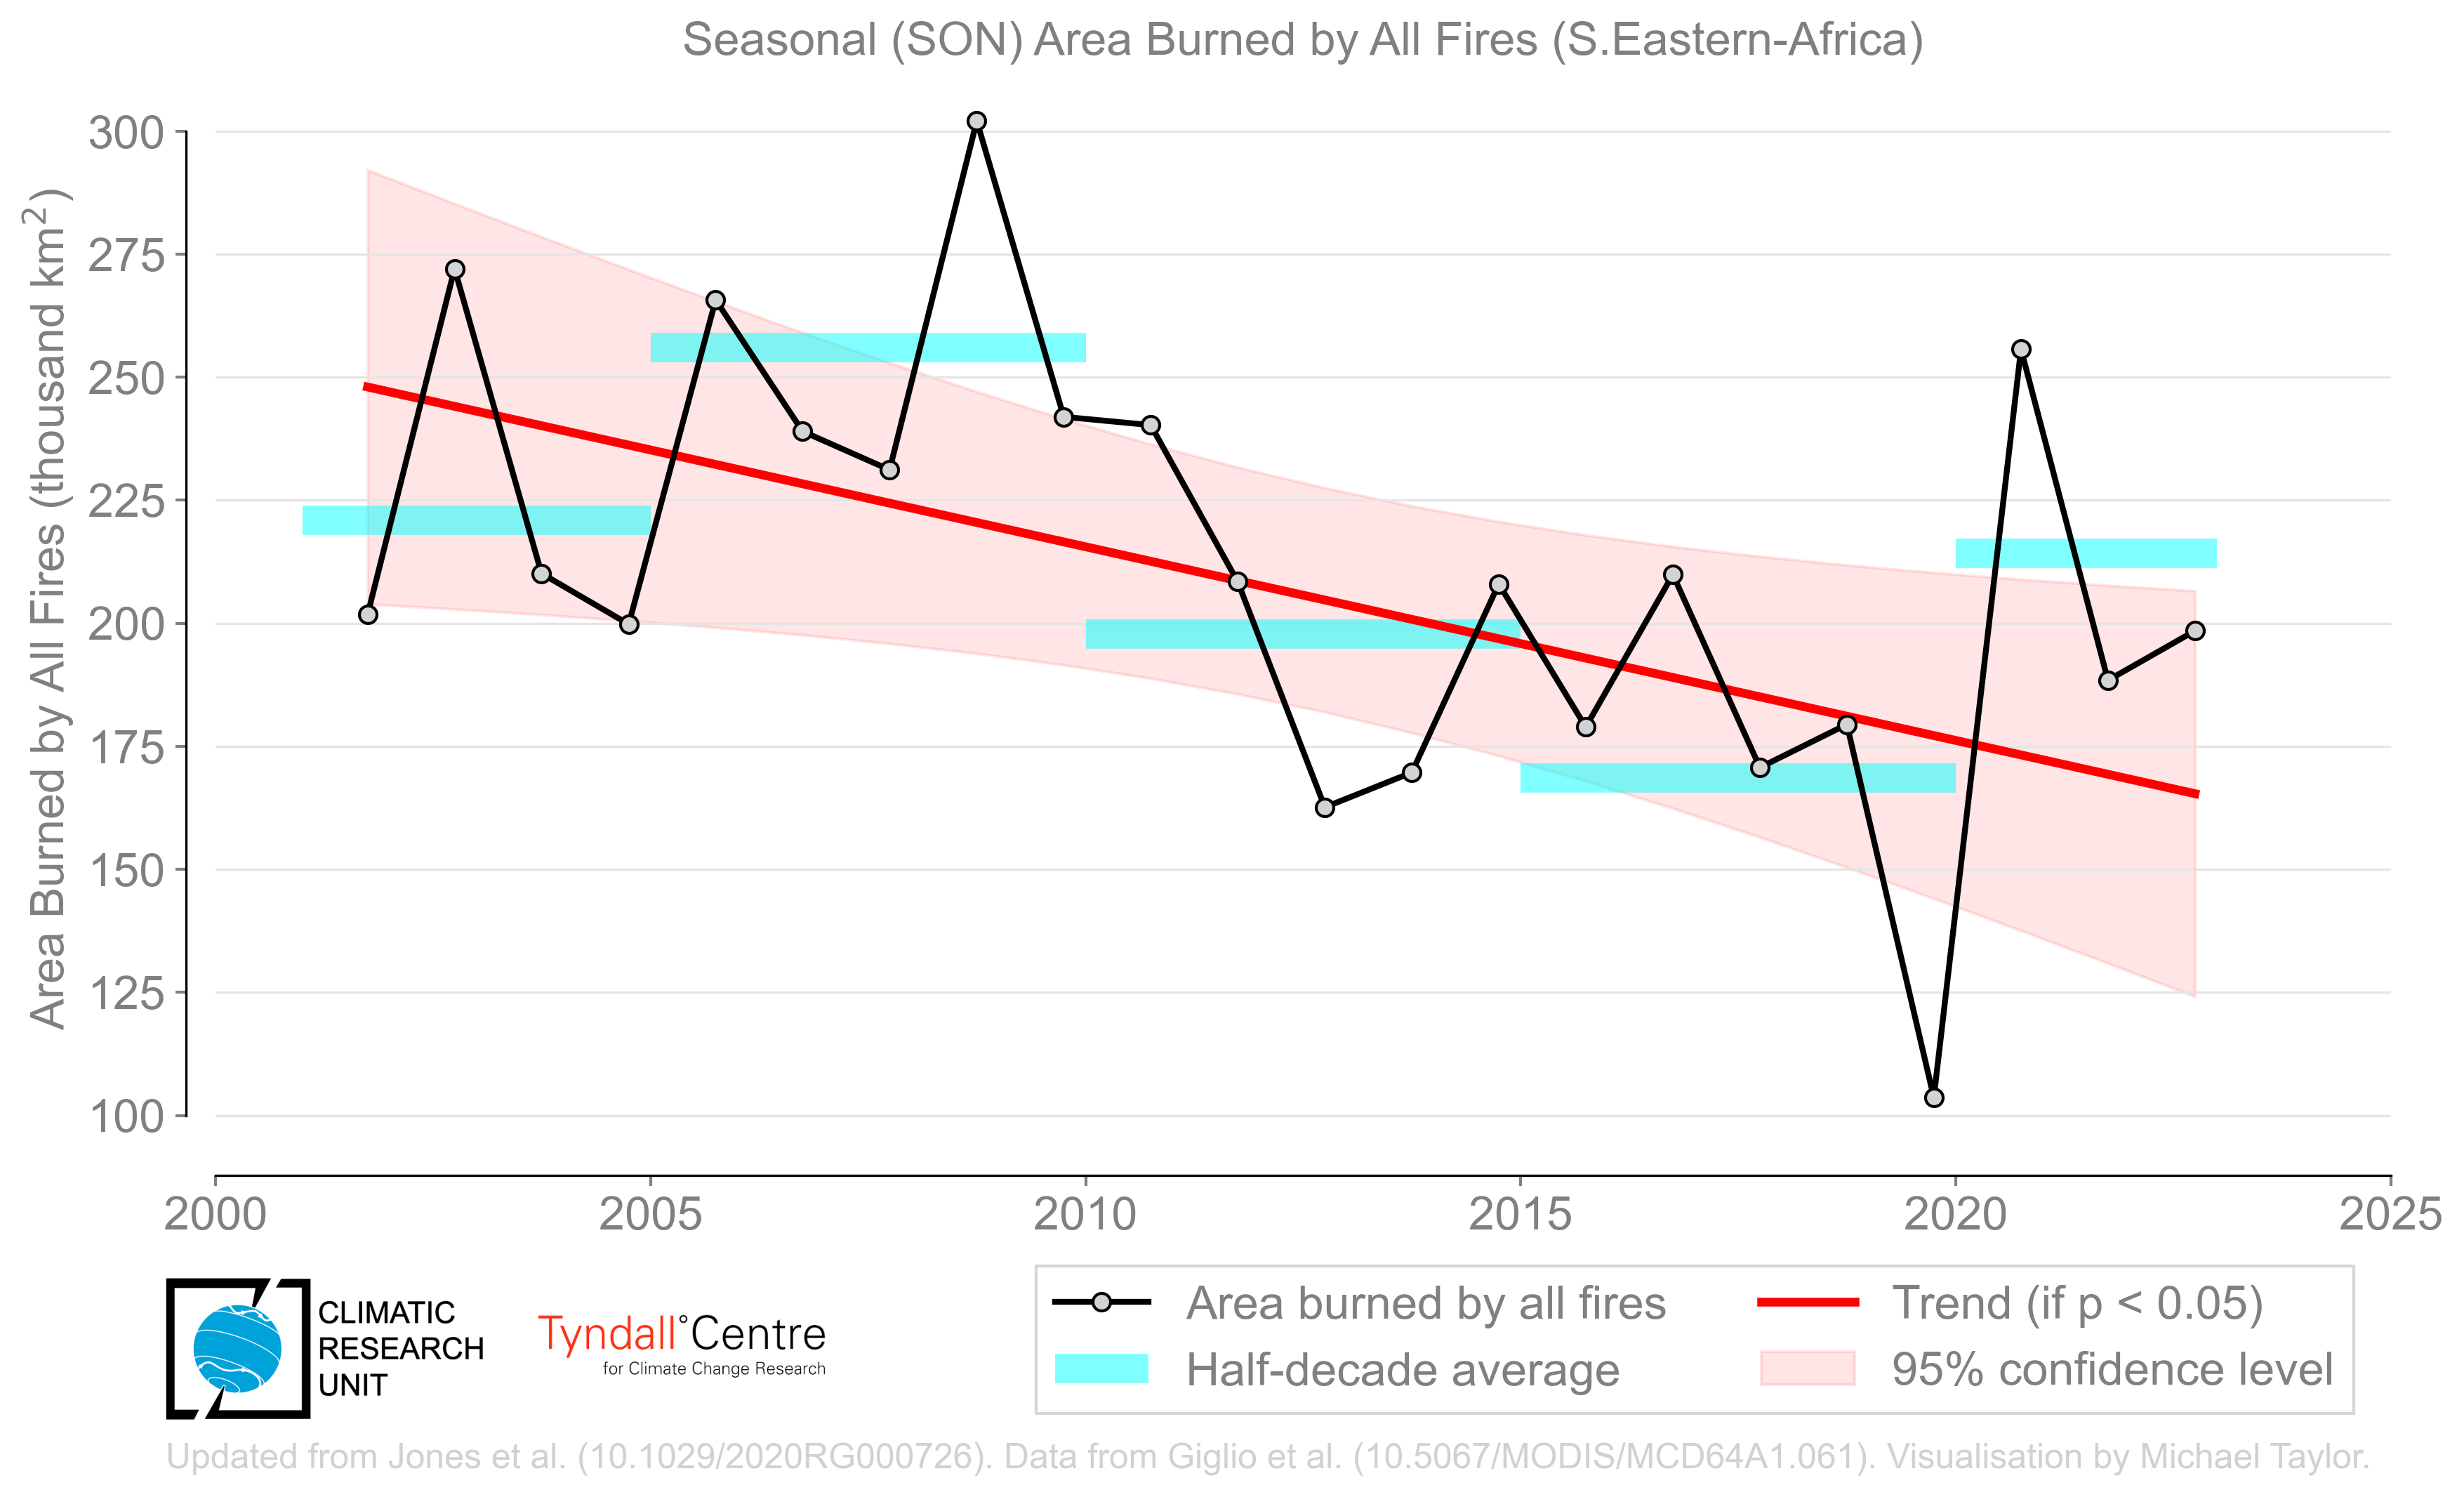 Seasonal (SON) Area Burned by All Fires (S.Eastern-Africa)
Area Burned by All Fires (thousand km²)
300
275
250
225
200
175
150
125
100
2000 2005 2010 2015 2020 2025
CLIMATIC
RESEARCH
UNIT
Tyndall°Centre
for Climate Change Research
Area burned by all fires
Half-decade average
Trend (if p < 0.05)
95% confidence level
Updated from Jones et al. (10.1029/2020RG000726). Data from Giglio et al. (10.5067/MODIS/MCD64A1.061). Visualisation by Michael Taylor.